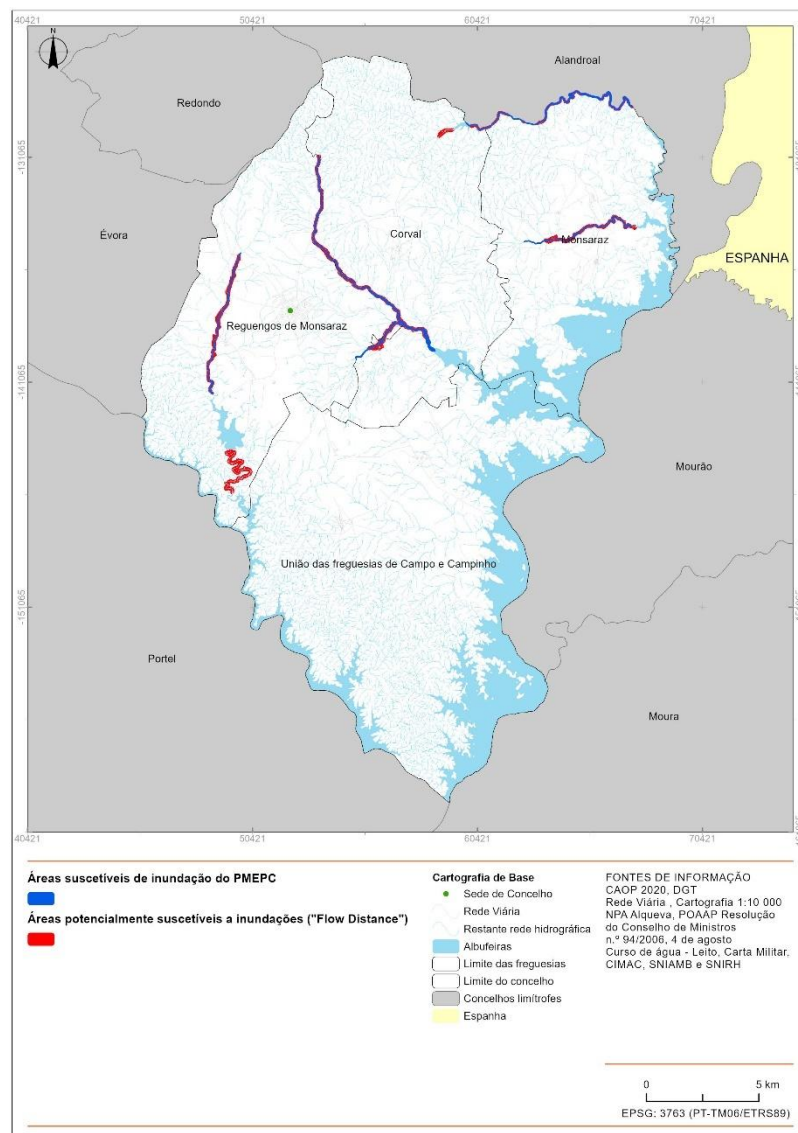 40421
50421
60421
70421
N
Alandroal
Redondo
-131065
Évora
Corval
Monsaraz
ESPANHA
Reguengos de Monsaraz
-141065
Mourão
União das freguesias de Campo e Campinho
-151065
Portel
Moura
40421
50421
60421
70421
Áreas suscetíveis de inundação do PMEPC
Áreas potencialmente suscetíveis a inundações ("Flow Distance")
Cartografia de Base
Sede de Concelho
Rede Viária
Restante rede hidrográfica
Albufeiras
Limite das freguesias
Limite do concelho
Concelhos limítrofes
Espanha
FONTES DE INFORMAÇÃO
CAOP 2020, DGT
Rede Viária , Cartografia 1:10 000
NPA Alqueva, POAAP Resolução
do Conselho de Ministros
n.º 94/2006, 4 de agosto
Curso de água - Leito, Carta Militar,
CIMAC, SNIAMB e SNIRH
0 5 km
EPSG: 3763 (PT-TM06/ETRS89)